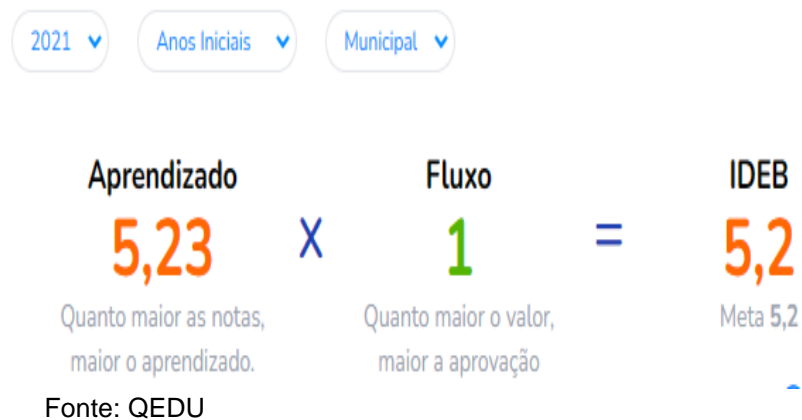 2021 Anos Iniciais Municipal
Aprendizado Fluxo IDEB
5,23 X 1 = 5,2
Quanto maior as notas, Quanto maior o valor, Meta 5,2
maior o aprendizado. maior a aprovação
Fonte: QEDU